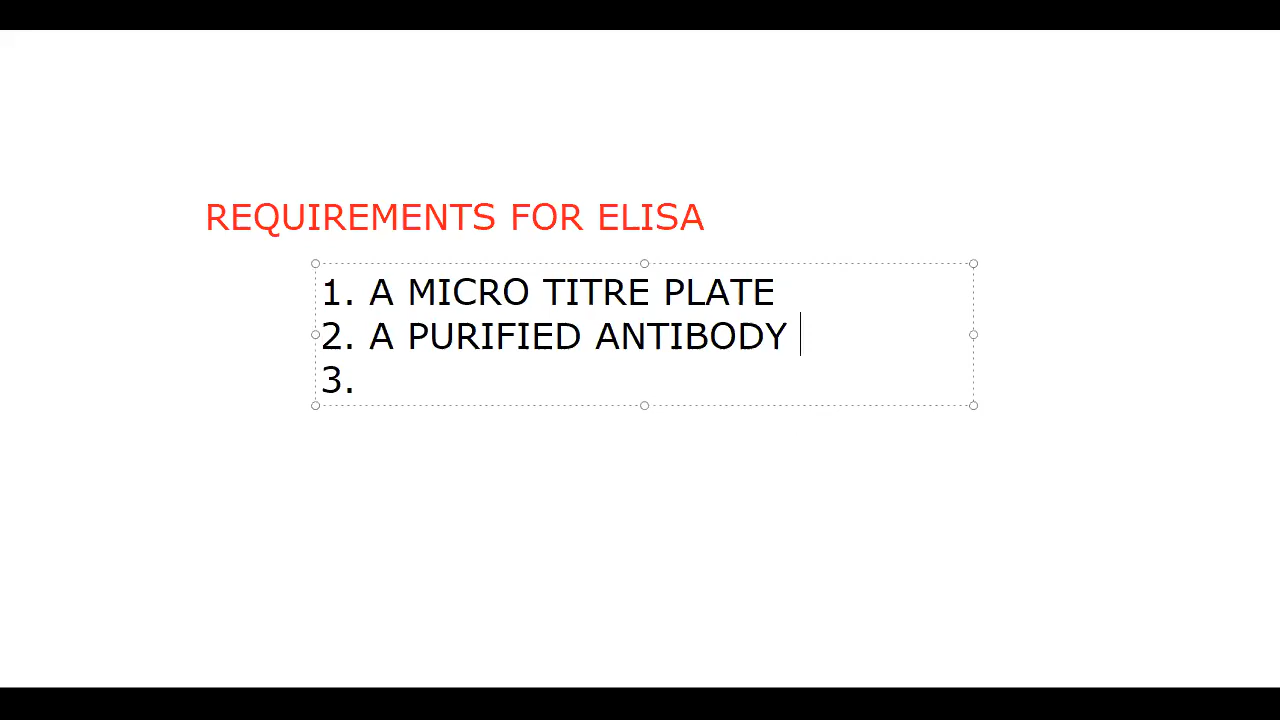 REQUIREMENTS FOR ELISA
1. A MICRO TITRE PLATE
2. A PURIFIED ANTIBODY
3.